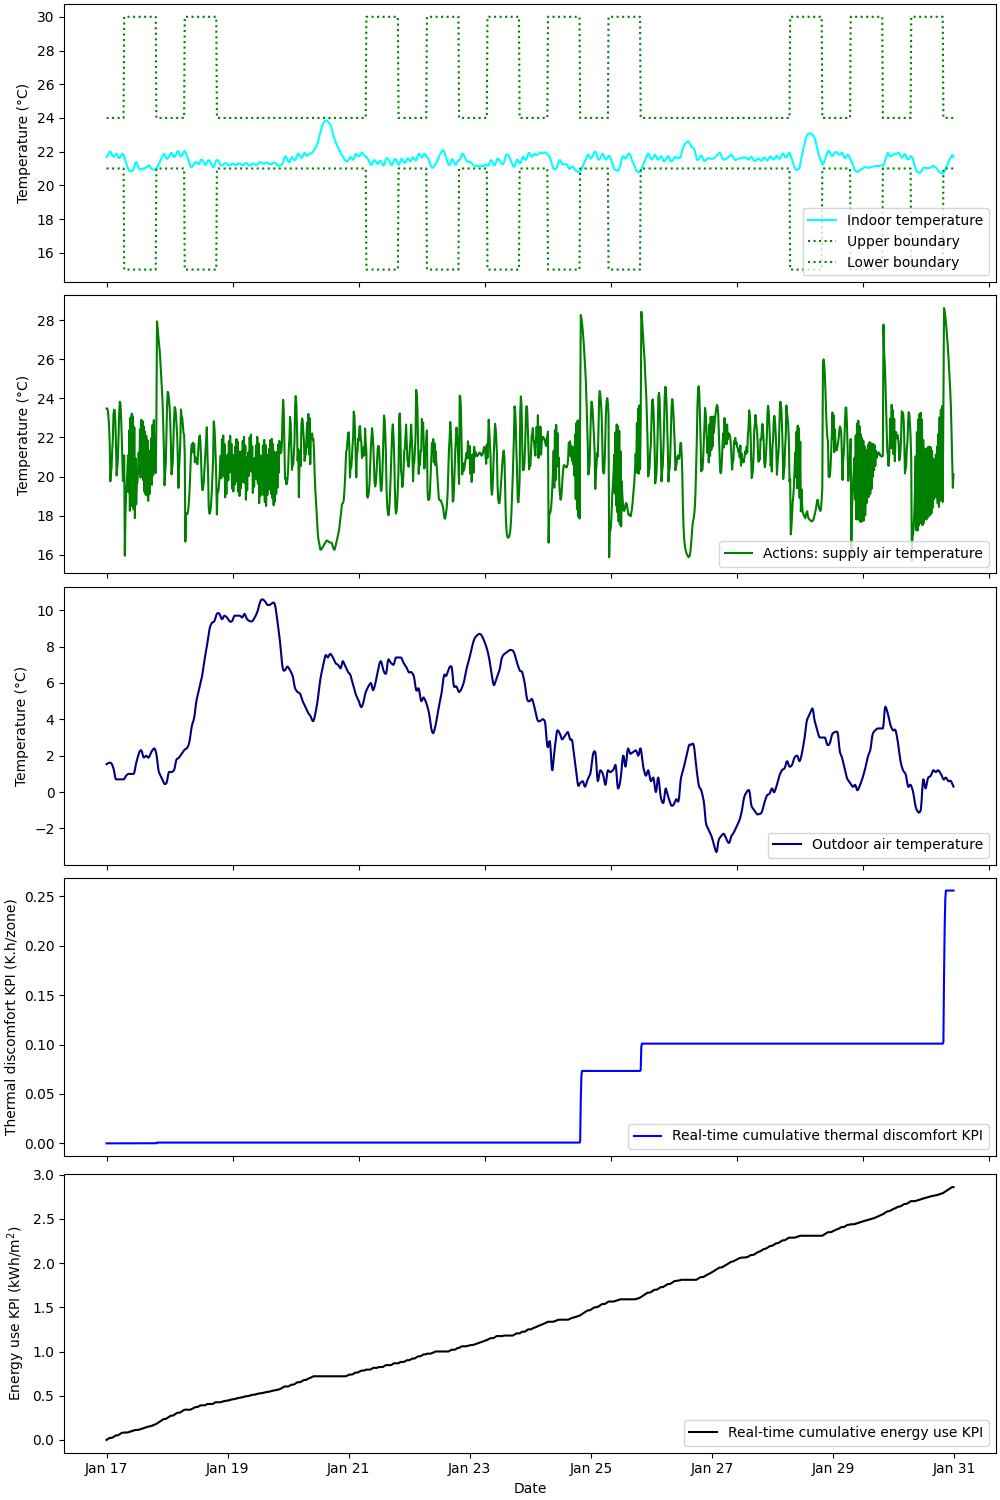 30
28
26
24
22
20
18
16
Temperature (°C)
Indoor temperature
Upper boundary
Lower boundary
28
26
24
22
20
18
16
Temperature (°C)
Actions: supply air temperature
10
8
6
4
2
0
−2
Temperature (°C)
Outdoor air temperature
0.25
0.20
0.15
0.10
0.05
0.00
Thermal discomfort KPI (K.h/zone)
Real-time cumulative thermal discomfort KPI
3.0
2.5
2.0
1.5
1.0
0.5
0.0
Energy use KPI (kWh/m²)
Real-time cumulative energy use KPI
Jan 17 Jan 19 Jan 21 Jan 23 Jan 25 Jan 27 Jan 29 Jan 31
Date